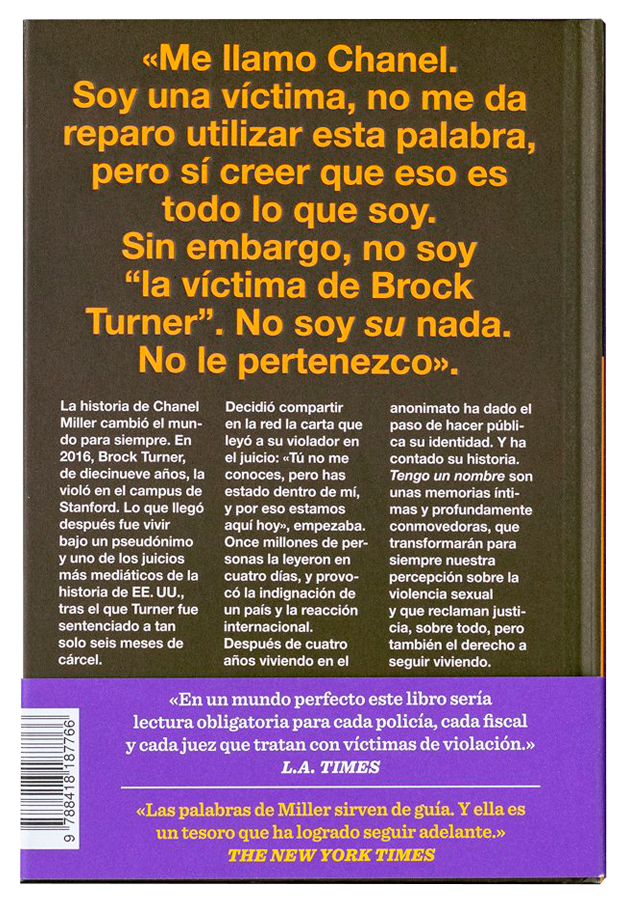 «Me llamo Chanel.
Soy una víctima, no me da
reparo utilizar esta palabra,
pero sí creer que eso es
todo lo que soy.
Sin embargo, no soy
“la víctima de Brock
Turner”. No soy su nada.
No le pertenezco».
La historia de Chanel
Miller cambió el mun-
do para siempre. En
2016, Brock Turner,
de diecinueve años, la
violó en el campus de
Stanford. Lo que llegó
después fue vivir
bajo un pseudónimo
y uno de los juicios
más mediáticos de la
historia de EE. UU.,
tras el que Turner fue
sentenciado a tan
solo seis meses de
cárcel.
Decidió compartir
en la red la carta que
leyó a su violador en
el juicio: «Tú no me
conoces, pero has
estado dentro de mí,
y por eso estamos
aquí hoy», empezaba.
Once millones de per-
sonas la leyeron en
cuatro días, y provo-
có la indignación de
un país y la reacción
internacional.
Después de cuatro
años viviendo en el
anonimato ha dado el
paso de hacer públi-
ca su identidad. Y ha
contado su historia.
Tengo un nombre son
unas memorias ínti-
mas y profundamente
conmovedoras, que
transformarán para
siempre nuestra
percepción sobre la
violencia sexual
y que reclaman justi-
cia, sobre todo, pero
también el derecho a
seguir viviendo.
«En un mundo perfecto este libro sería
lectura obligatoria para cada policía, cada fiscal
y cada juez que tratan con víctimas de violación.»
L.A. TIMES
«Las palabras de Miller sirven de guía. Y ella es
un tesoro que ha logrado seguir adelante.»
THE NEW YORK TIMES
9 788418 187766